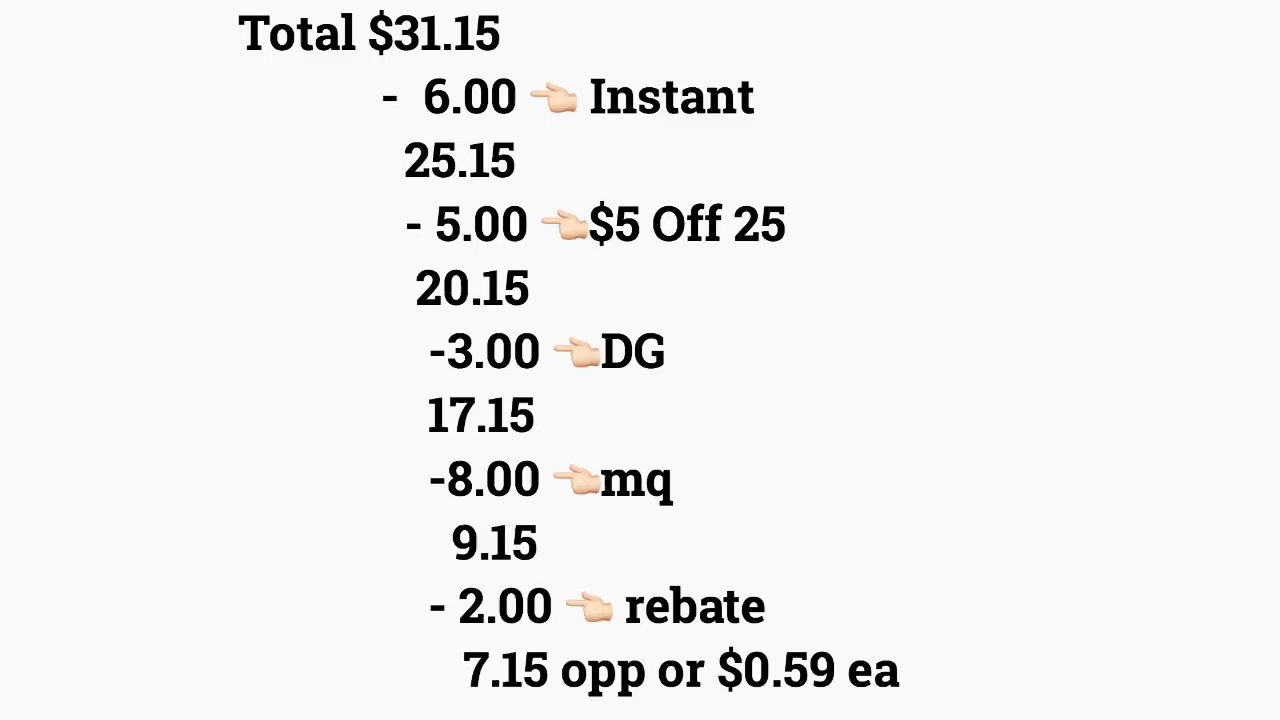 Total $31.15
- 6.00 👈🏻 Instant
25.15
- 5.00 👈🏻$5 Off 25
20.15
-3.00 👈🏻DG
17.15
-8.00 👈🏻mq
9.15
- 2.00 👈🏻 rebate
7.15 opp or $0.59 ea